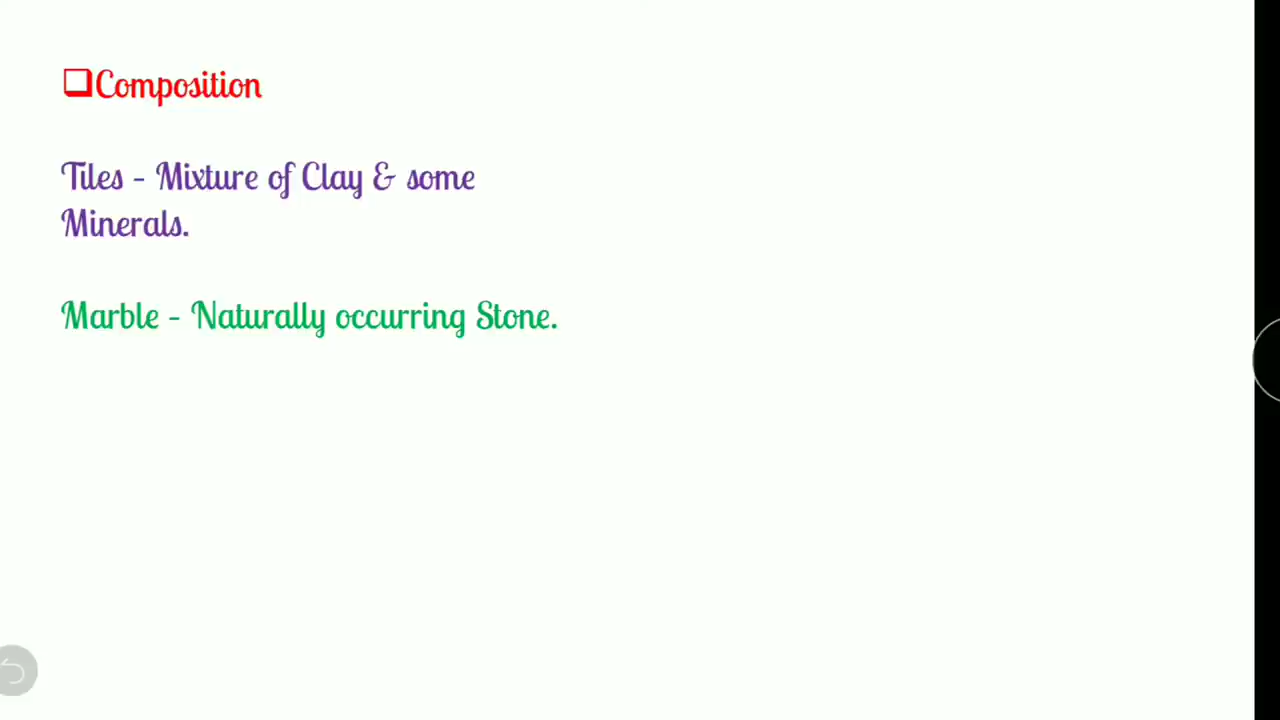 ❑Composition
Tiles - Mixture of Clay & some
Minerals.
Marble - Naturally occurring Stone.